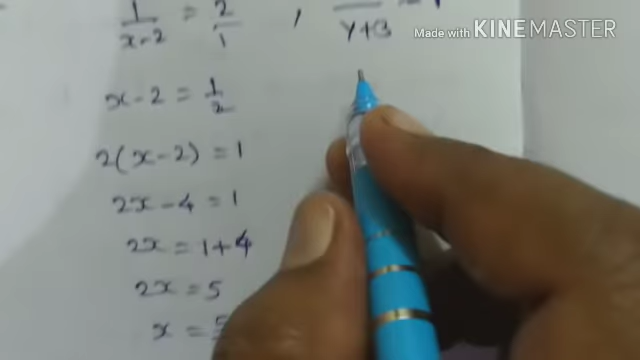 Made with KINEMASTER
1/(x-2) = 2/1 , /(y+3)
x - 2 = 1/2
2(x - 2) = 1
2x - 4 = 1
2x = 1 + 4
2x = 5
x = 5